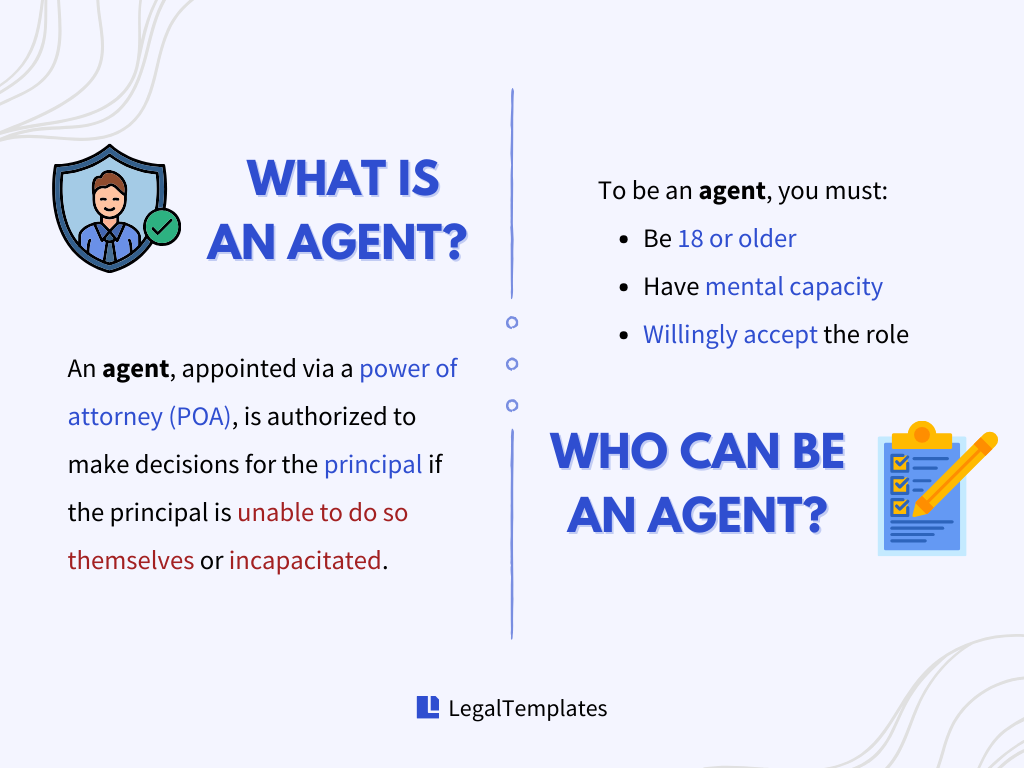 WHAT IS
AN AGENT?
An agent, appointed via a power of
attorney (POA), is authorized to
make decisions for the principal if
the principal is unable to do so
themselves or incapacitated.
To be an agent, you must:
• Be 18 or older
• Have mental capacity
• Willingly accept the role
WHO CAN BE
AN AGENT?
LegalTemplates